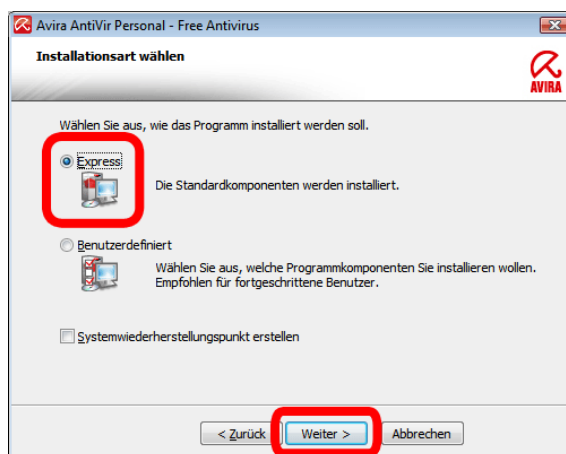 Avira AntiVir Personal - Free Antivirus
Installationsart wählen
AVIRA
Wählen Sie aus, wie das Programm installiert werden soll.
Express
Die Standardkomponenten werden installiert.
Benutzerdefiniert
Wählen Sie aus, welche Programmkomponenten Sie installieren wollen.
Empfohlen für fortgeschrittene Benutzer.
Systemwiederherstellungspunkt erstellen
< Zurück Weiter > Abbrechen